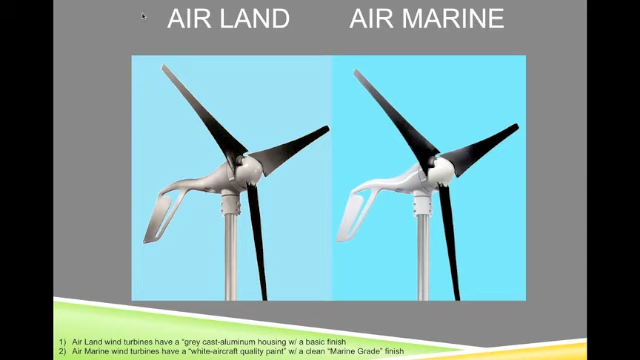 AIR LAND AIR MARINE
1) Air Land wind turbines have a "grey cast-aluminum housing w/ a basic finish
2) Air Marine wind turbines have a "white-aircraft quality paint" w/ a clean "Marine Grade" finish